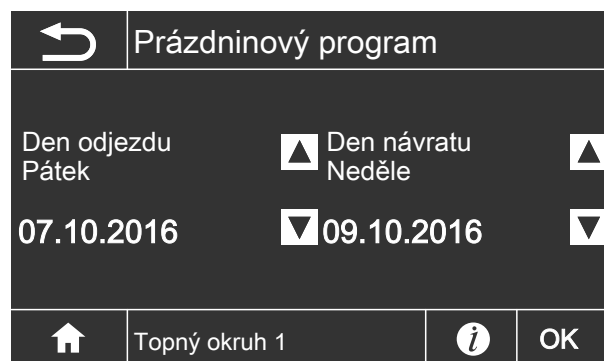 Prázdninový program
Den odjezdu
Pátek
07.10.2016
Den návratu
Neděle
09.10.2016
Topný okruh 1
i
OK